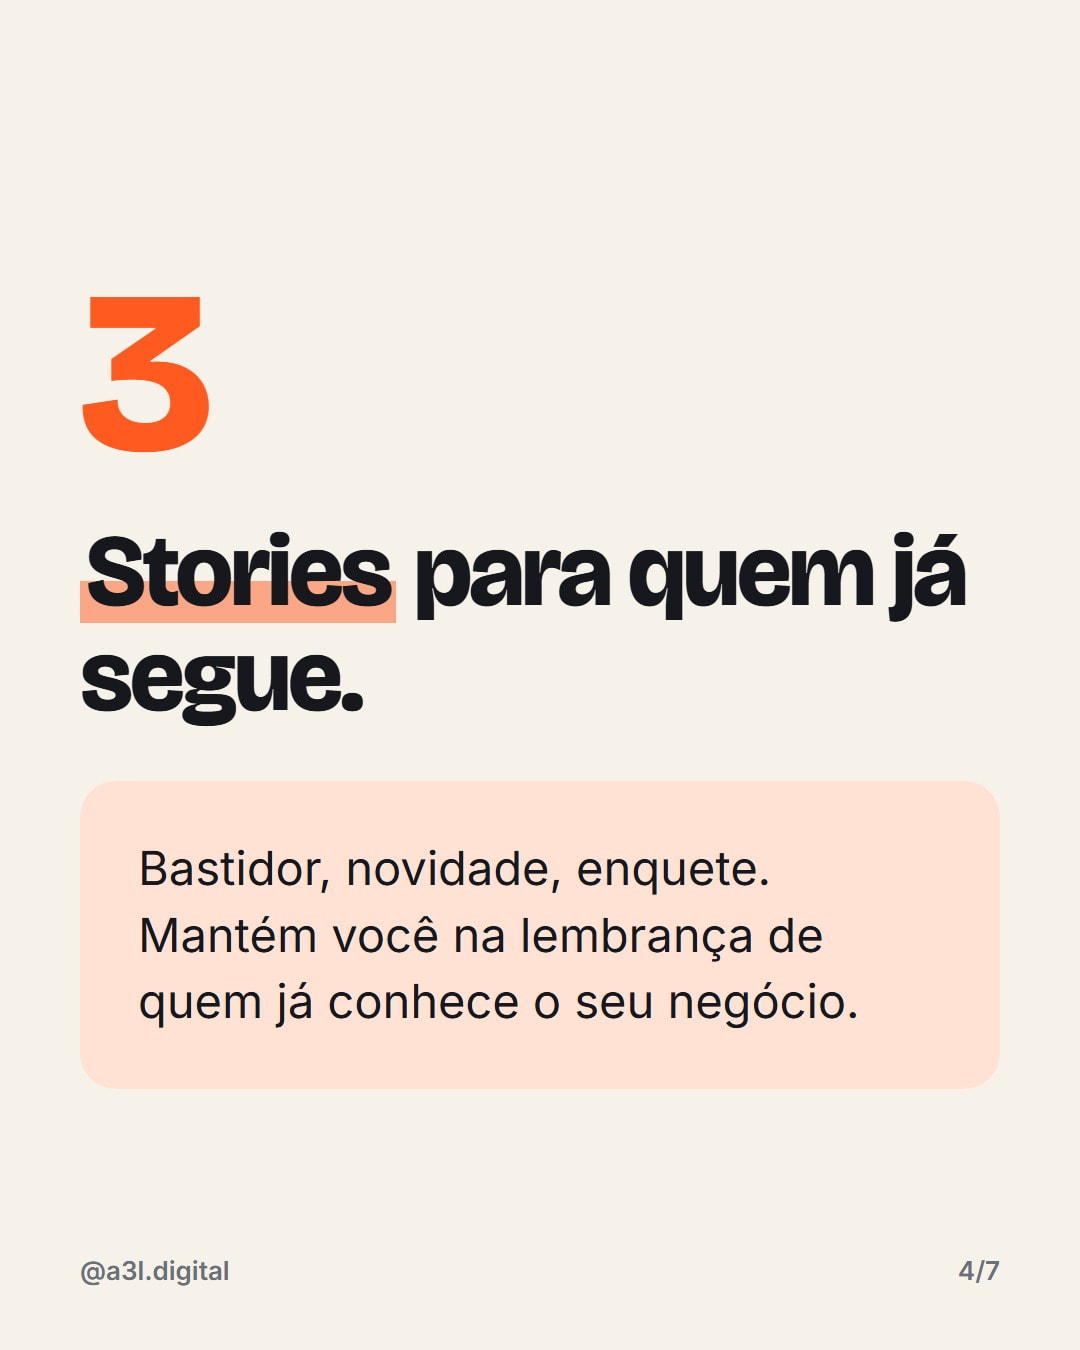 3
Stories para quem já
segue.
Bastidor, novidade, enquete.
Mantém você na lembrança de
quem já conhece o seu negócio.
@a3l.digital
4/7